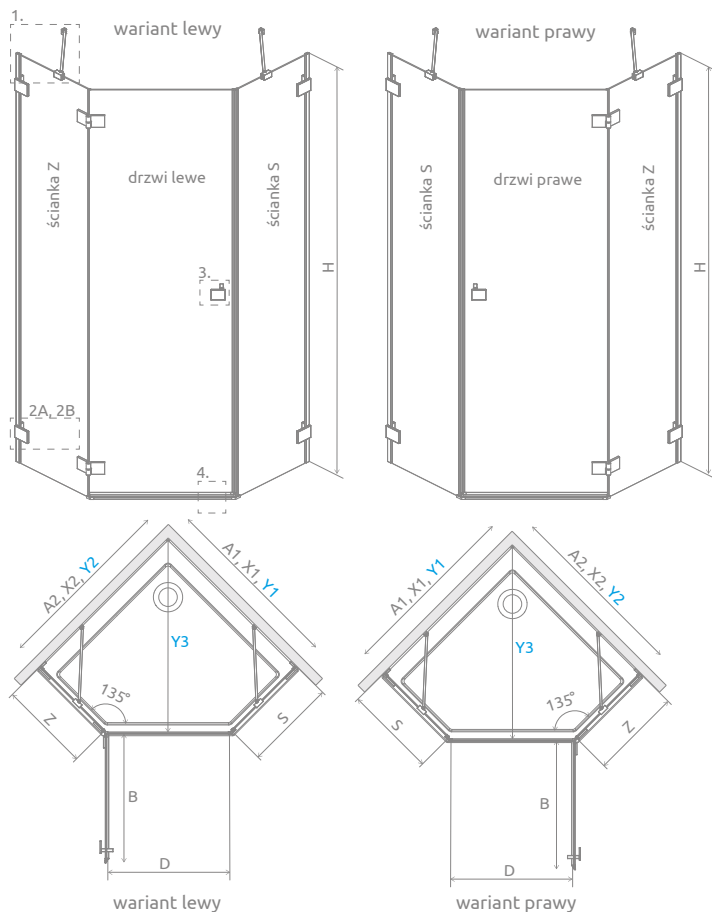 1.
wariant lewy
wariant prawy
ścianka Z
drzwi lewe
ścianka S
H
3.
2A, 2B
4.
ścianka S
drzwi prawe
ścianka Z
H
A2, X2, Y2
A1, X1, Y1
Y3
135°
Z
S
B
D
wariant lewy
A1, X1, Y1
A2, X2, Y2
Y3
135°
S
Z
B
D
wariant prawy